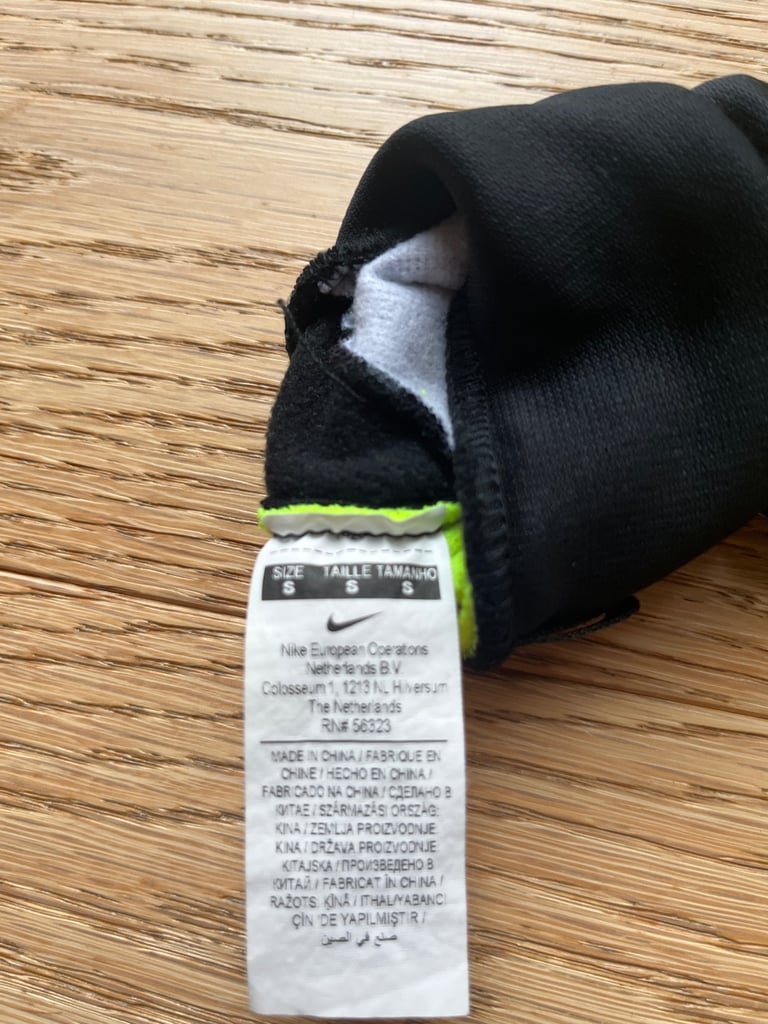 SIZE TAILLE TAMANHO
S S S
Nike European Operations
Netherlands B.V.
Colosseum 1, 1213 NL Hilversum
The Netherlands
RN# 56323
MADE IN CHINA / FABRIQUE EN
CHINE / HECHO EN CHINA /
FABRICADO NA CHINA / СДЕЛАНО В
КИТАЕ / SZÁRMAZÁSI ORSZÁG:
KINA / ZEMLJA PROIZVODNJE:
KINA / DRŽAVA PROIZVODNJE:
KITAJSKA / ПРОИЗВЕДЕНО В
КИТАЙ / FABRICAT ÎN CHINA /
RAŽOTS: ĶĪNĀ / ITHAL/YABANCI
ÇİN 'DE YAPILMIŞTIR /
صنع في الصين